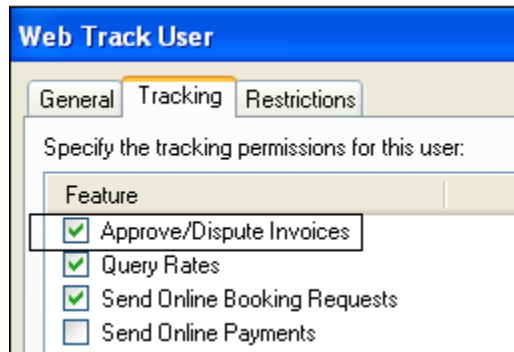 Web Track User
General Tracking Restrictions
Specify the tracking permissions for this user:
Feature
Approve/Dispute Invoices
Query Rates
Send Online Booking Requests
Send Online Payments